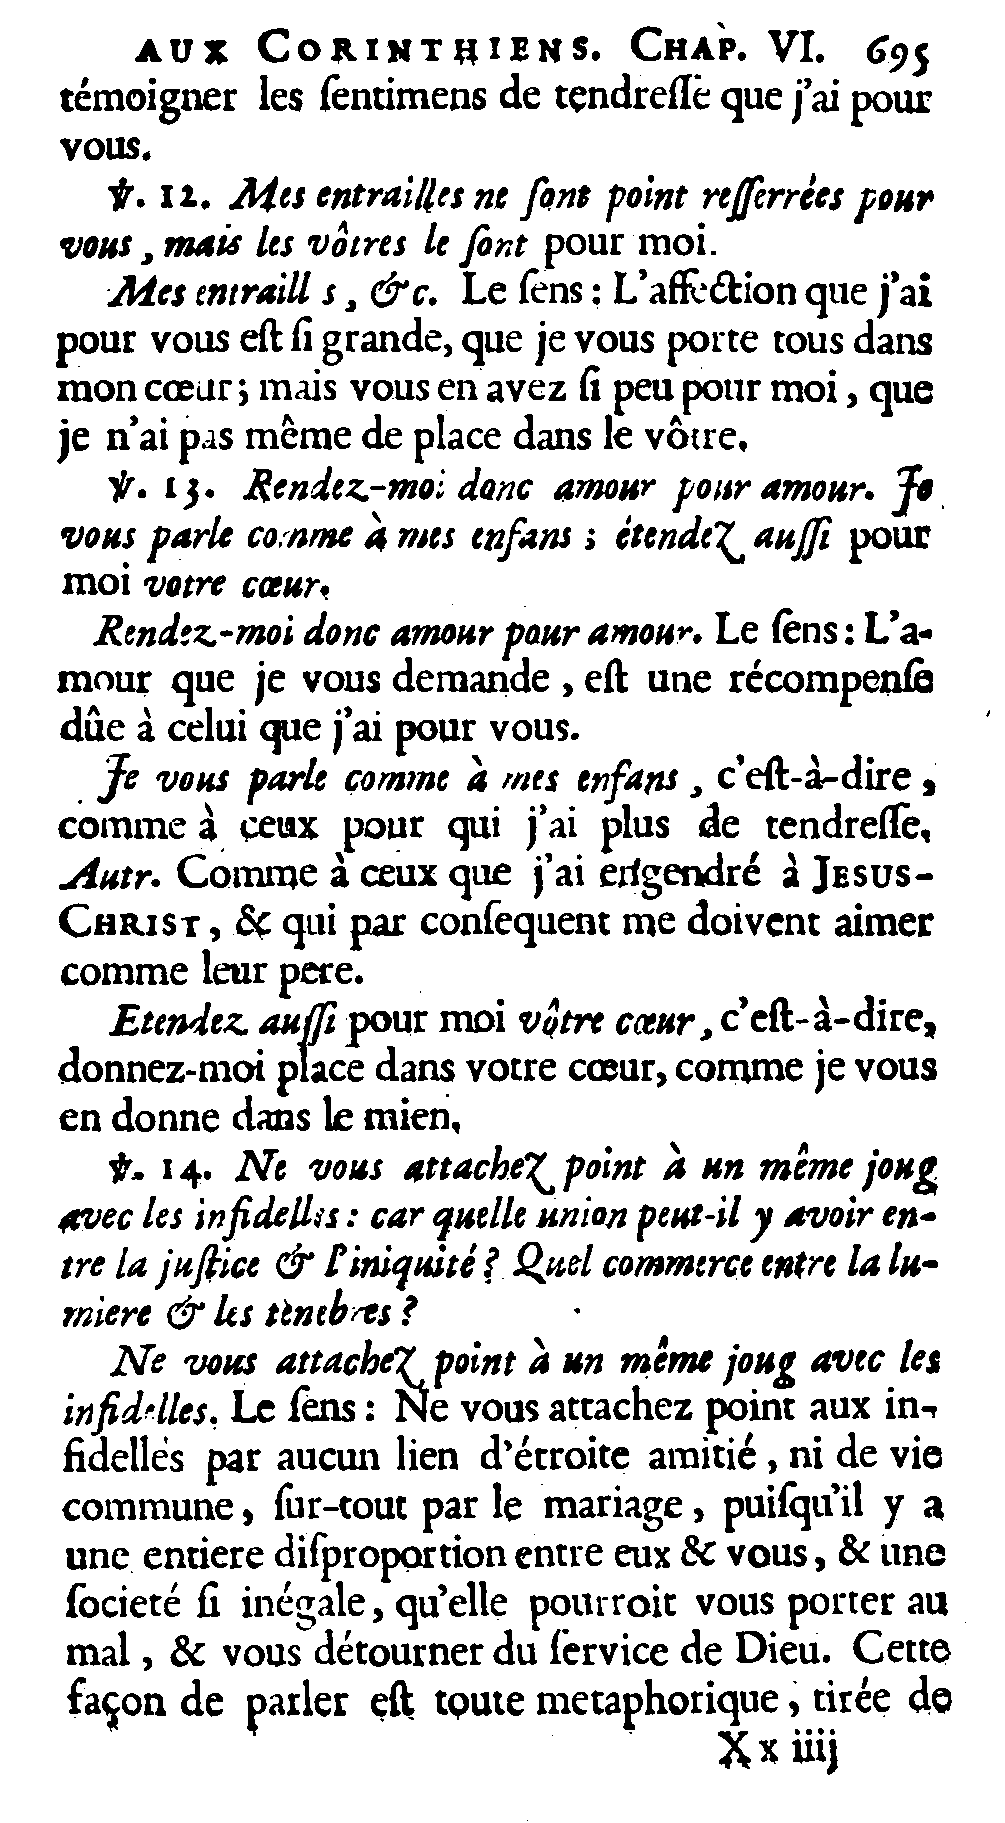 AUX CORINTHIENS. CHAP. VI. 695
témoigner les ſentimens de tendreſſe que j'ai pour
vous.
℣. 12. Mes entrailles ne ſont point reſſerrées pour
vous, mais les vôtres le ſont pour moi.
Mes entraill s, &c. Le ſens : L'affection que j'ai
pour vous eſt ſi grande, que je vous porte tous dans
mon cœur; mais vous en avez ſi peu pour moi, que
je n'ai pas même de place dans le vôtre.
℣. 13. Rendez-moi donc amour pour amour. Je
vous parle comme à mes enfans ; étendez auſſi pour
moi votre cœur.
Rendez-moi donc amour pour amour. Le ſens : L'a-
mour que je vous demande, eſt une récompenſe
dûe à celui que j'ai pour vous.
Je vous parle comme à mes enfans, c'eſt-à-dire,
comme à ceux pour qui j'ai plus de tendreſſe.
Autr. Comme à ceux que j'ai engendré à JESUS-
CHRIST, & qui par conſequent me doivent aimer
comme leur pere.
Etendez auſſi pour moi vôtre cœur, c'eſt-à-dire,
donnez-moi place dans votre cœur, comme je vous
en donne dans le mien.
℣. 14. Ne vous attachez point à un même joug
avec les infidelles : car quelle union peut-il y avoir en-
tre la juſtice & l'iniquité ? Quel commerce entre la lu-
miere & les tènebres ?
Ne vous attachez point à un même joug avec les
infidelles. Le ſens : Ne vous attachez point aux in-
fidelles par aucun lien d'étroite amitié, ni de vie
commune, ſur-tout par le mariage, puiſqu'il y a
une entiere diſproportion entre eux & vous, & une
ſocieté ſi inégale, qu'elle pourroit vous porter au
mal, & vous détourner du ſervice de Dieu. Cette
façon de parler eſt toute metaphorique, tirée de
X x iiij